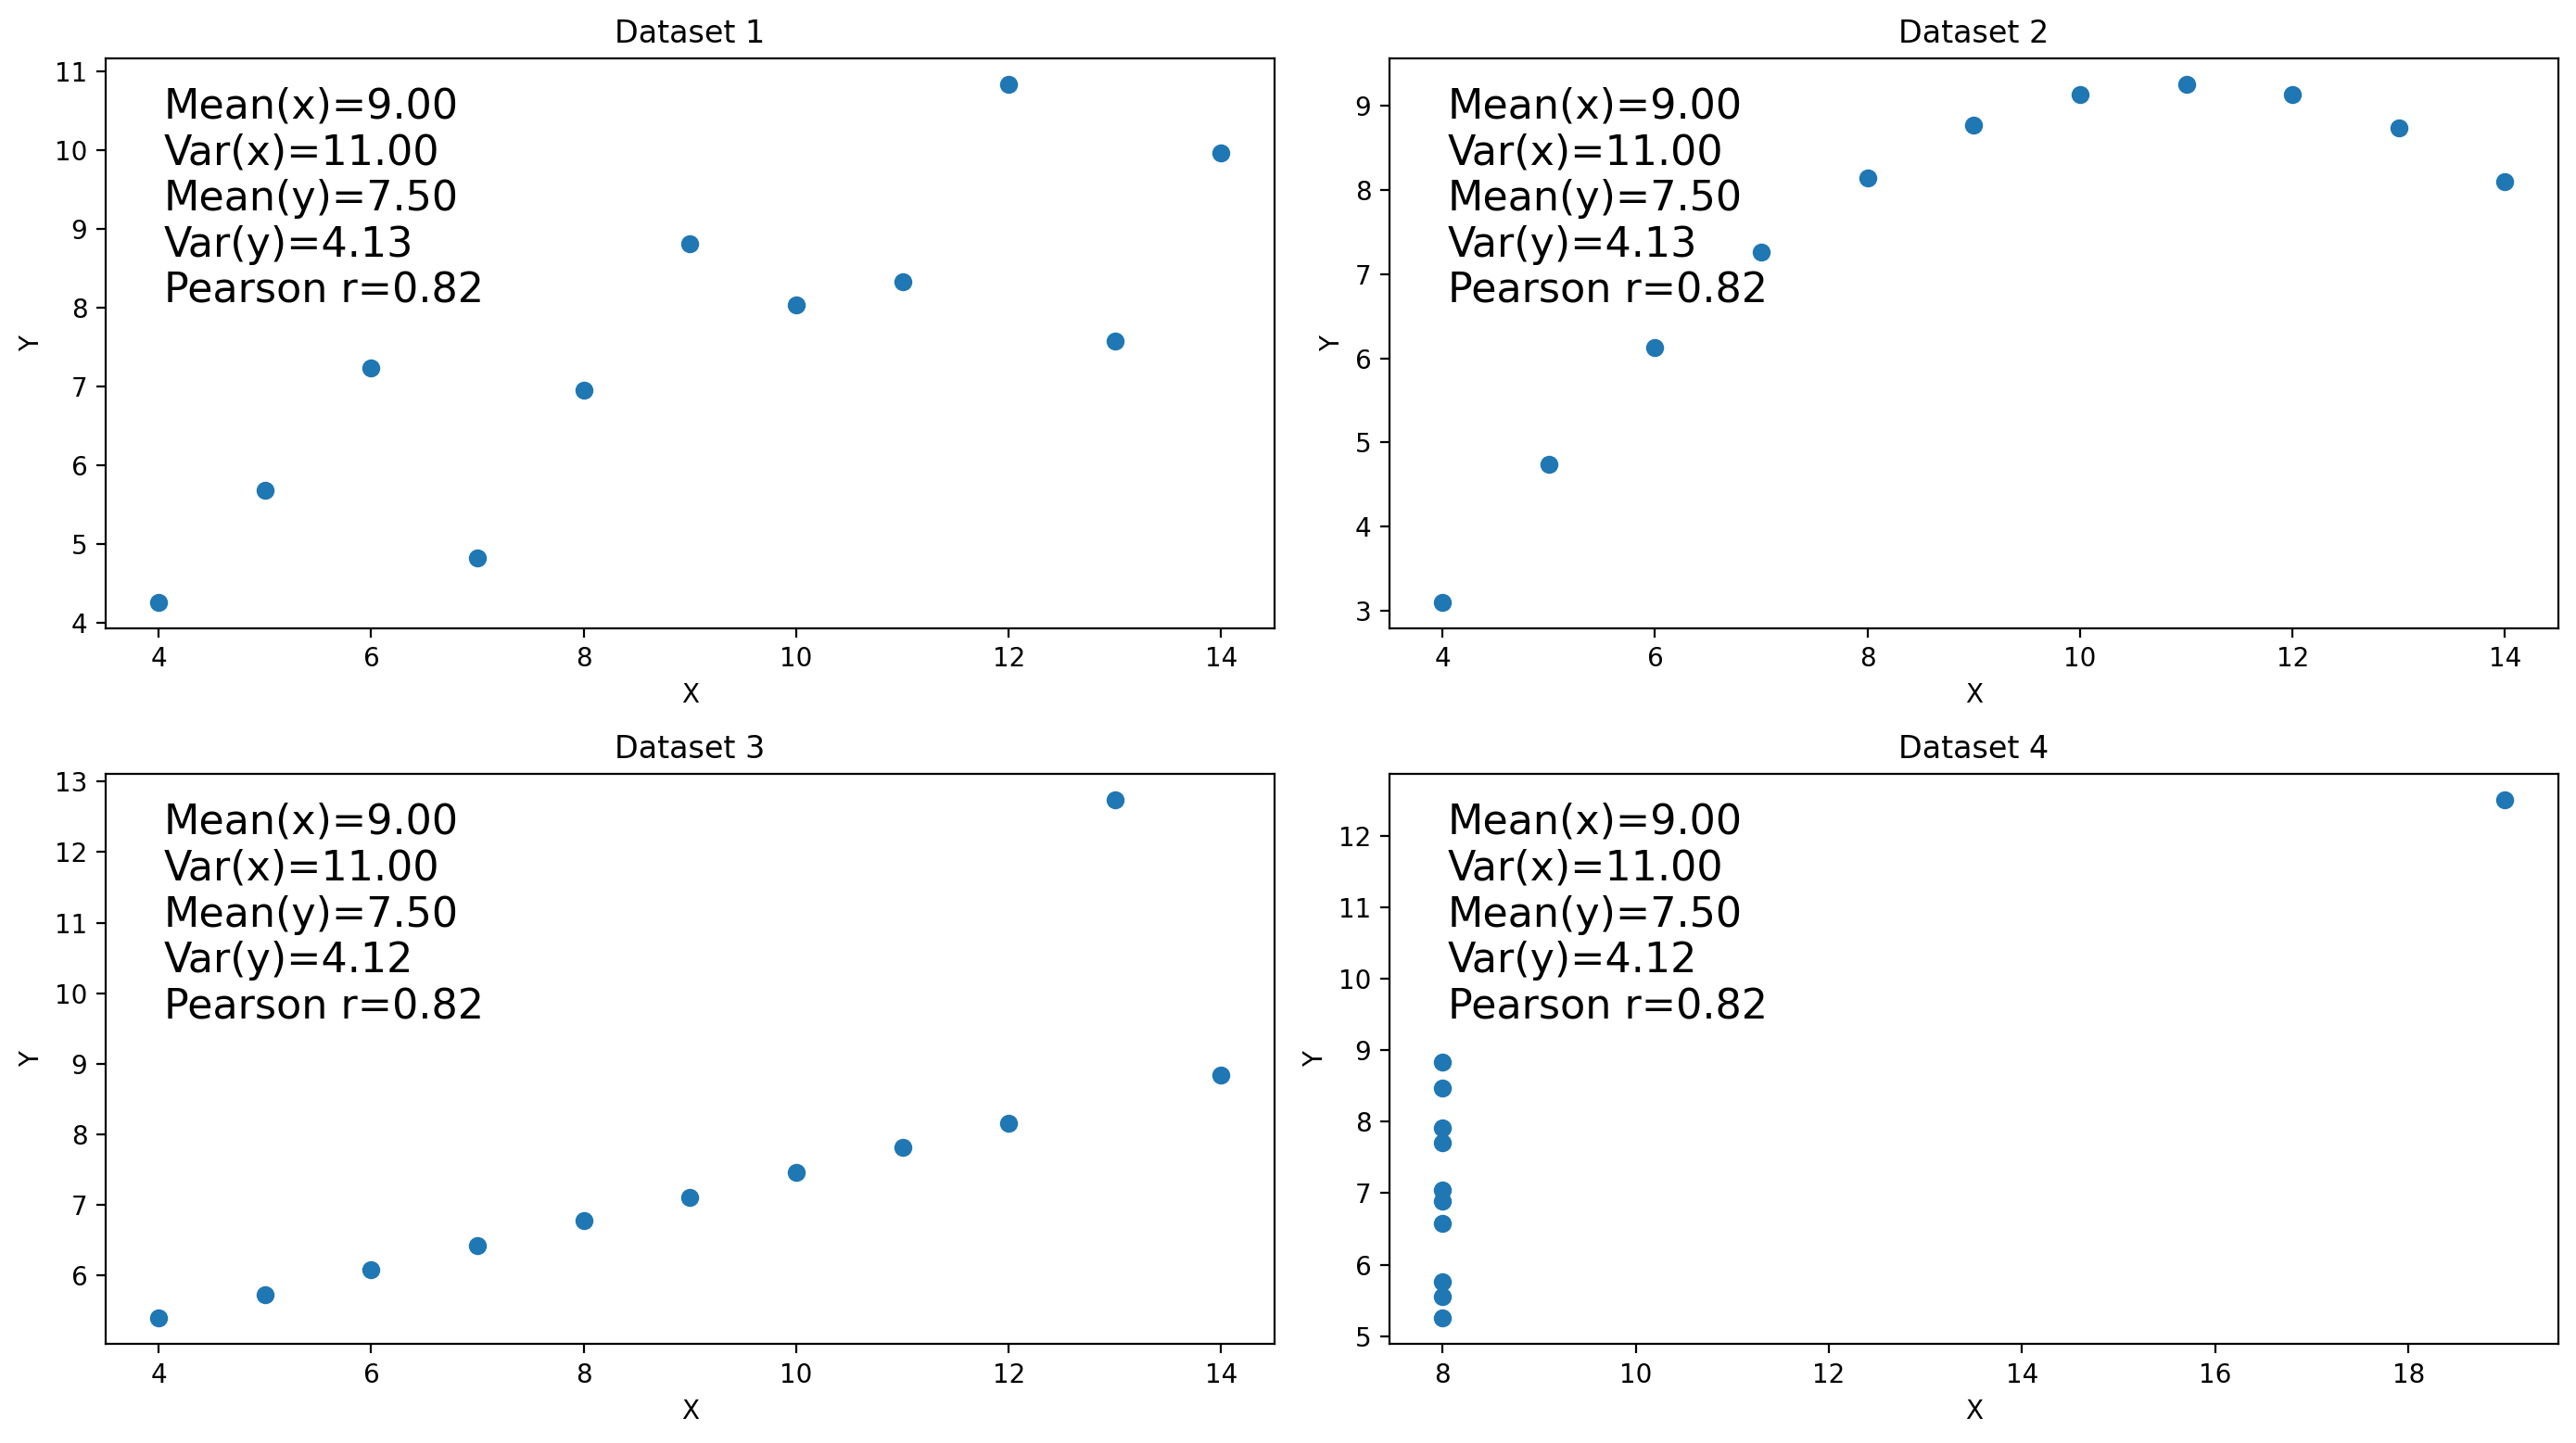 Dataset 1
11
10
9
8
7
6
5
4
Y
Mean(x)=9.00
Var(x)=11.00
Mean(y)=7.50
Var(y)=4.13
Pearson r=0.82
4 6 8 10 12 14
X
Dataset 2
9
8
7
6
5
4
3
Y
Mean(x)=9.00
Var(x)=11.00
Mean(y)=7.50
Var(y)=4.13
Pearson r=0.82
4 6 8 10 12 14
X
Dataset 3
13
12
11
10
9
8
7
6
Y
Mean(x)=9.00
Var(x)=11.00
Mean(y)=7.50
Var(y)=4.12
Pearson r=0.82
4 6 8 10 12 14
X
Dataset 4
12
11
10
9
8
7
6
5
Y
Mean(x)=9.00
Var(x)=11.00
Mean(y)=7.50
Var(y)=4.12
Pearson r=0.82
8 10 12 14 16 18
X